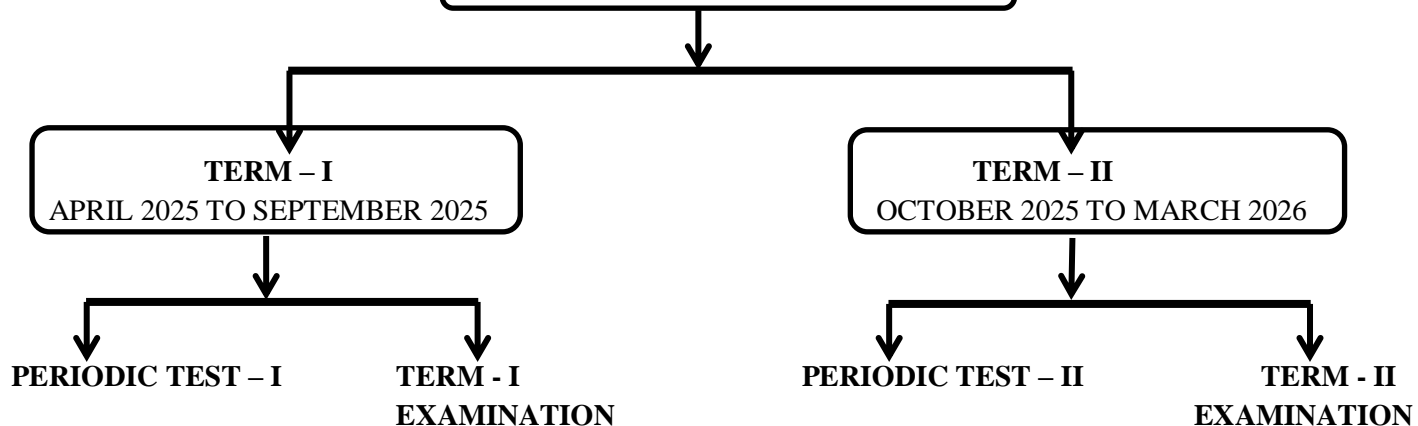 TERM – I
APRIL 2025 TO SEPTEMBER 2025
TERM – II
OCTOBER 2025 TO MARCH 2026
PERIODIC TEST – I
TERM - I
EXAMINATION
PERIODIC TEST – II
TERM - II
EXAMINATION